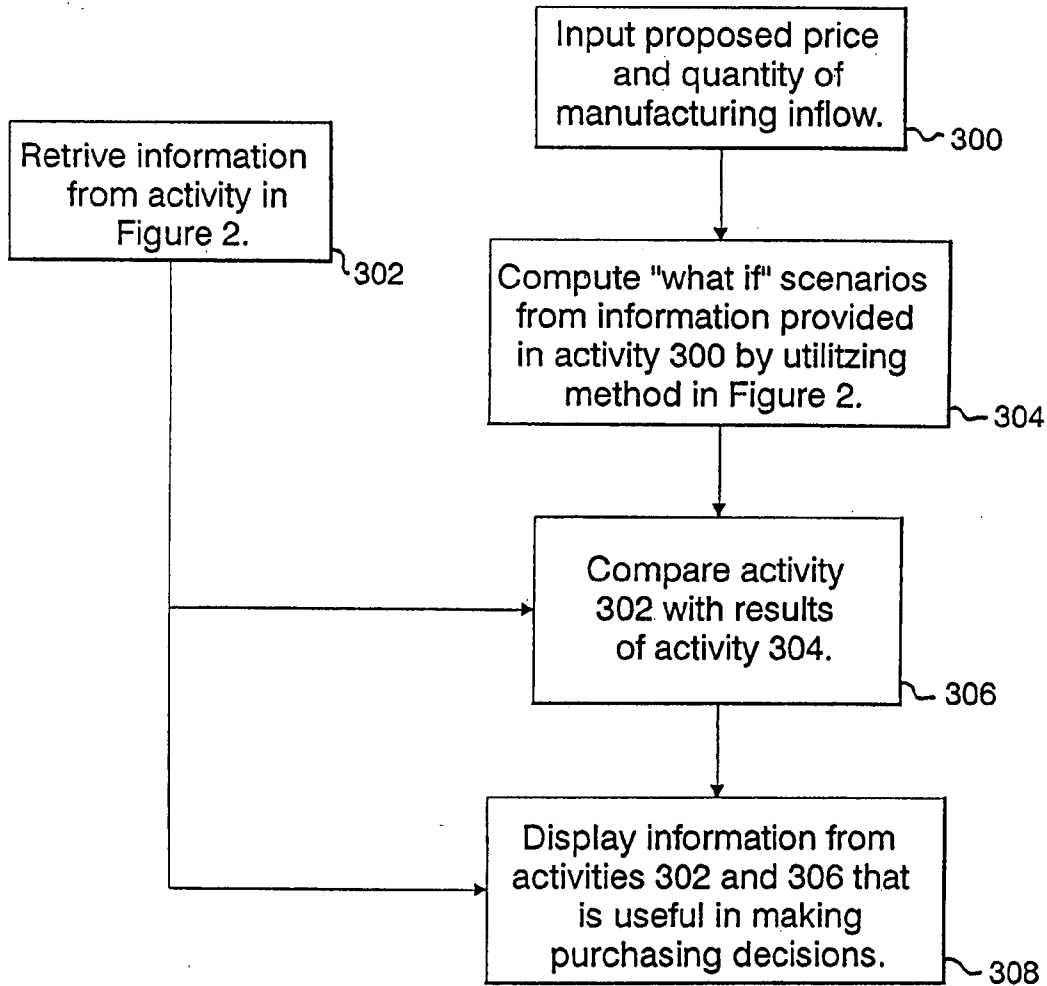 Input proposed price
and quantity of
manufacturing inflow.
300
Retrive information
from activity in
Figure 2.
302
Compute "what if" scenarios
from information provided
in activity 300 by utilitzing
method in Figure 2.
304
Compare activity
302 with results
of activity 304.
306
Display information from
activities 302 and 306 that
is useful in making
purchasing decisions.
308